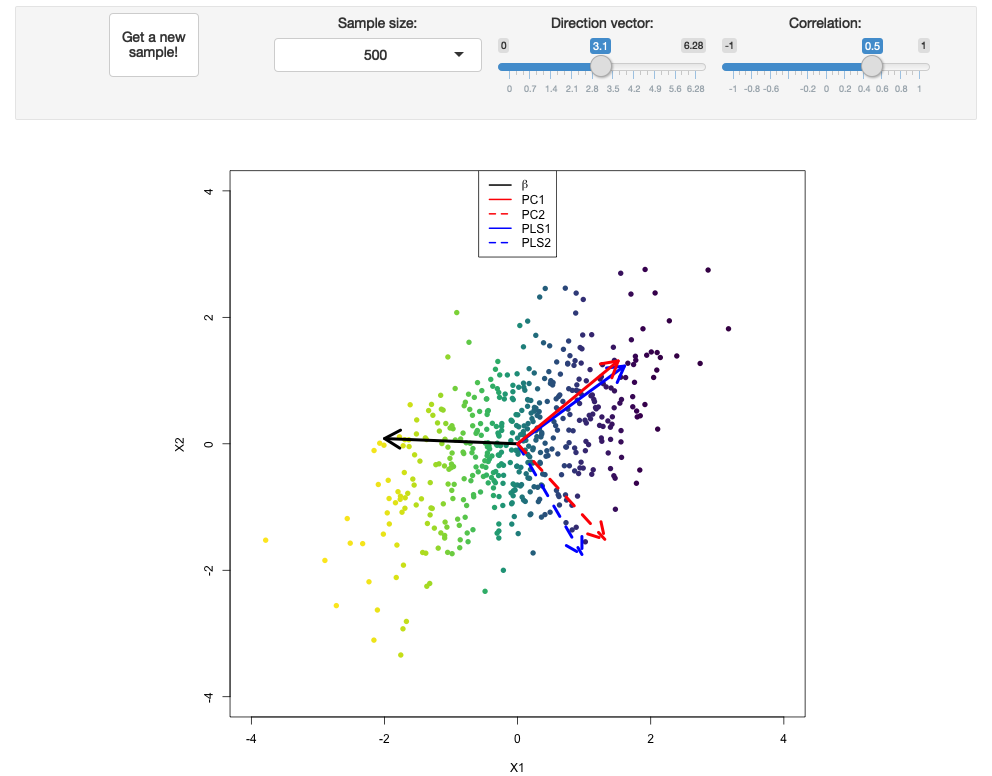 Get a new
sample!
Sample size:
500
Direction vector:
0 3.1 6.28
0 0.7 1.4 2.1 2.8 3.5 4.2 4.9 5.6 6.28
Correlation:
-1 0.5 1
-1 -0.8 -0.6 -0.2 0 0.2 0.4 0.6 0.8 1
β
PC1
PC2
PLS1
PLS2
X2
4
2
0
-2
-4
-4 -2 0 2 4
X1